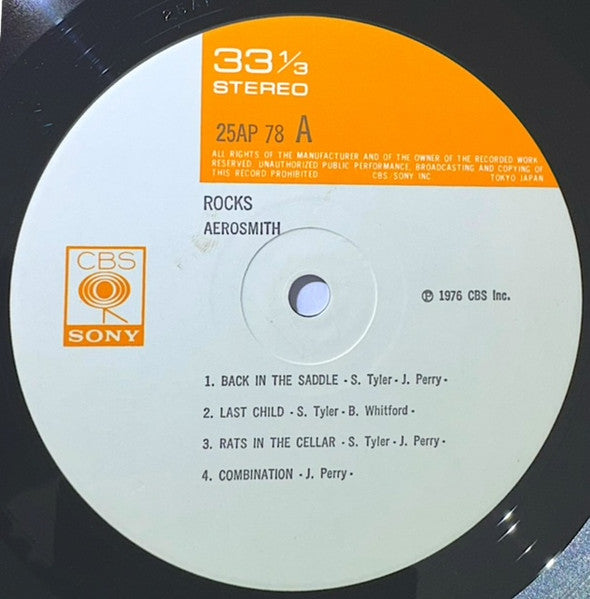 33 1/3
STEREO
25AP 78 A
ALL RIGHTS OF THE MANUFACTURER AND OF THE OWNER OF THE RECORDED WORK
RESERVED. UNAUTHORIZED PUBLIC PERFORMANCE, BROADCASTING AND COPYING OF
THIS RECORD PROHIBITED CBS SONY INC TOKYO JAPAN
ROCKS
AEROSMITH
CBS
SONY
℗ 1976 CBS Inc.
1. BACK IN THE SADDLE - S. Tyler - J. Perry -
2. LAST CHILD - S. Tyler - B. Whitford -
3. RATS IN THE CELLAR - S. Tyler - J. Perry -
4. COMBINATION - J. Perry -